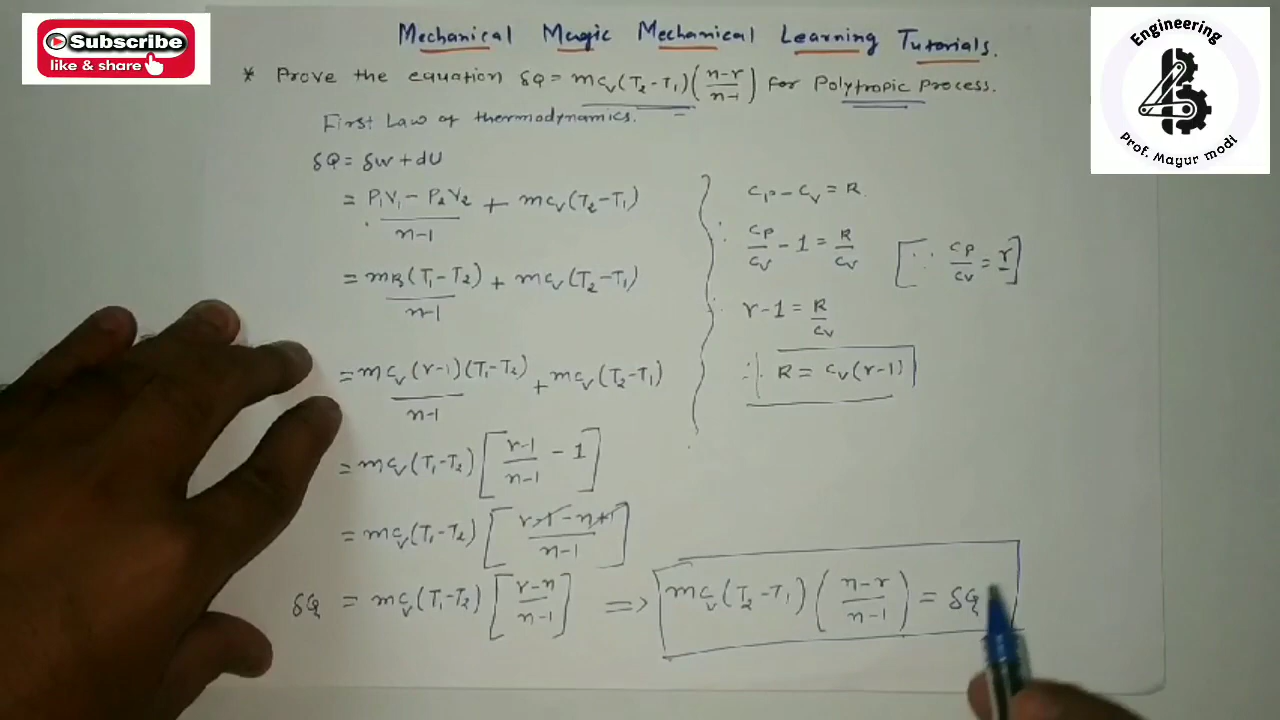 Subscribe
like & share
Engineering
Prof. Mayur modi
Mechanical Magic Mechanical Learning Tutorials.
* Prove the equation δQ = mcᵥ(T₂-T₁)((n-r)/(n-1)) for Polytropic Process.
First Law of thermodynamics.
δQ = δw + dU
= (P₁V₁ - P₂V₂)/(n-1) + mcᵥ(T₂-T₁)
= mR(T₁-T₂)/(n-1) + mcᵥ(T₂-T₁)
= mcᵥ(r-1)(T₁-T₂)/(n-1) + mcᵥ(T₂-T₁)
= mcᵥ(T₁-T₂)[(r-1)/(n-1) - 1]
= mcᵥ(T₁-T₂)[(r-1-n+1)/(n-1)]
δQ = mcᵥ(T₁-T₂)[(r-n)/(n-1)] => mcᵥ(T₂-T₁)((n-r)/(n-1)) = δQ
cp - cᵥ = R
∴ cp/cᵥ - 1 = R/cᵥ [∵ cp/cᵥ = r]
∴ r-1 = R/cᵥ
∴ R = cᵥ(r-1)